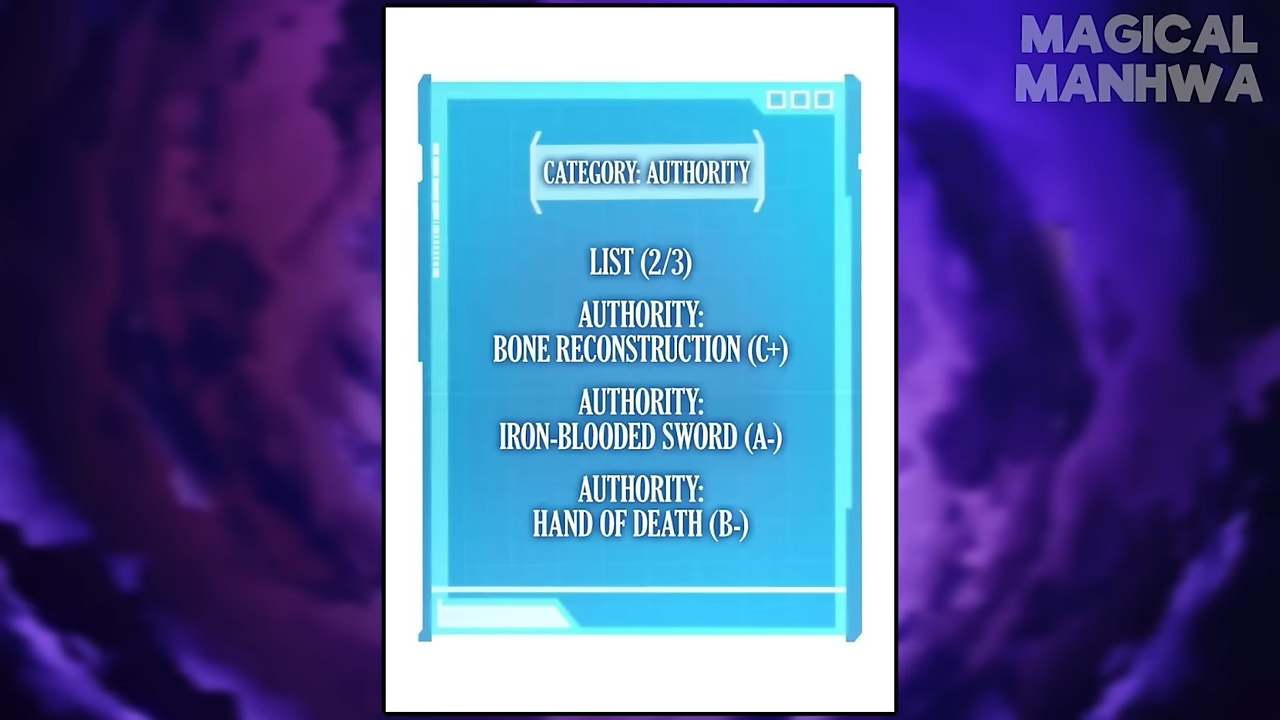 MAGICAL
MANHWA
CATEGORY: AUTHORITY
LIST (2/3)
AUTHORITY:
BONE RECONSTRUCTION (C+)
AUTHORITY:
IRON-BLOODED SWORD (A-)
AUTHORITY:
HAND OF DEATH (B-)